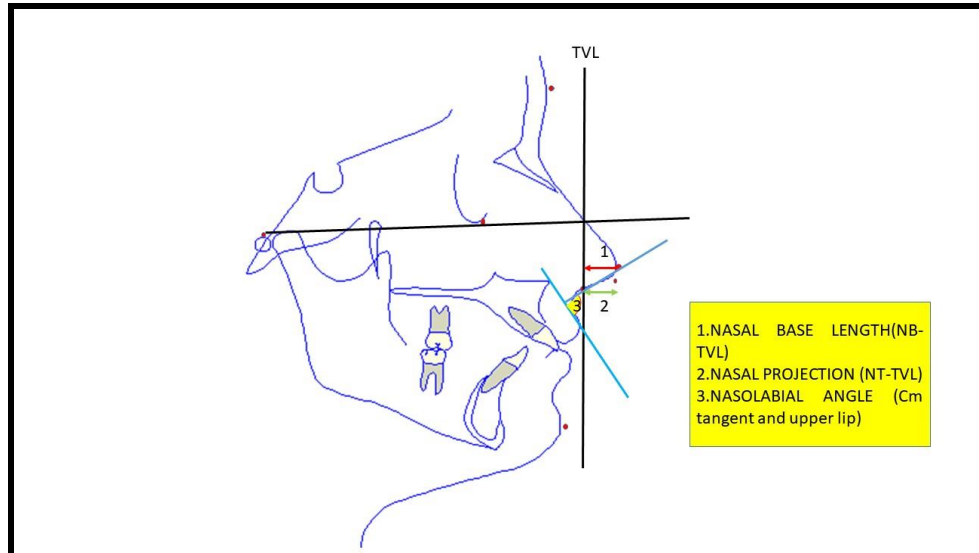 TVL
1
3
2
1.NASAL BASE LENGTH(NB-
TVL)
2.NASAL PROJECTION (NT-TVL)
3.NASOLABIAL ANGLE (Cm
tangent and upper lip)